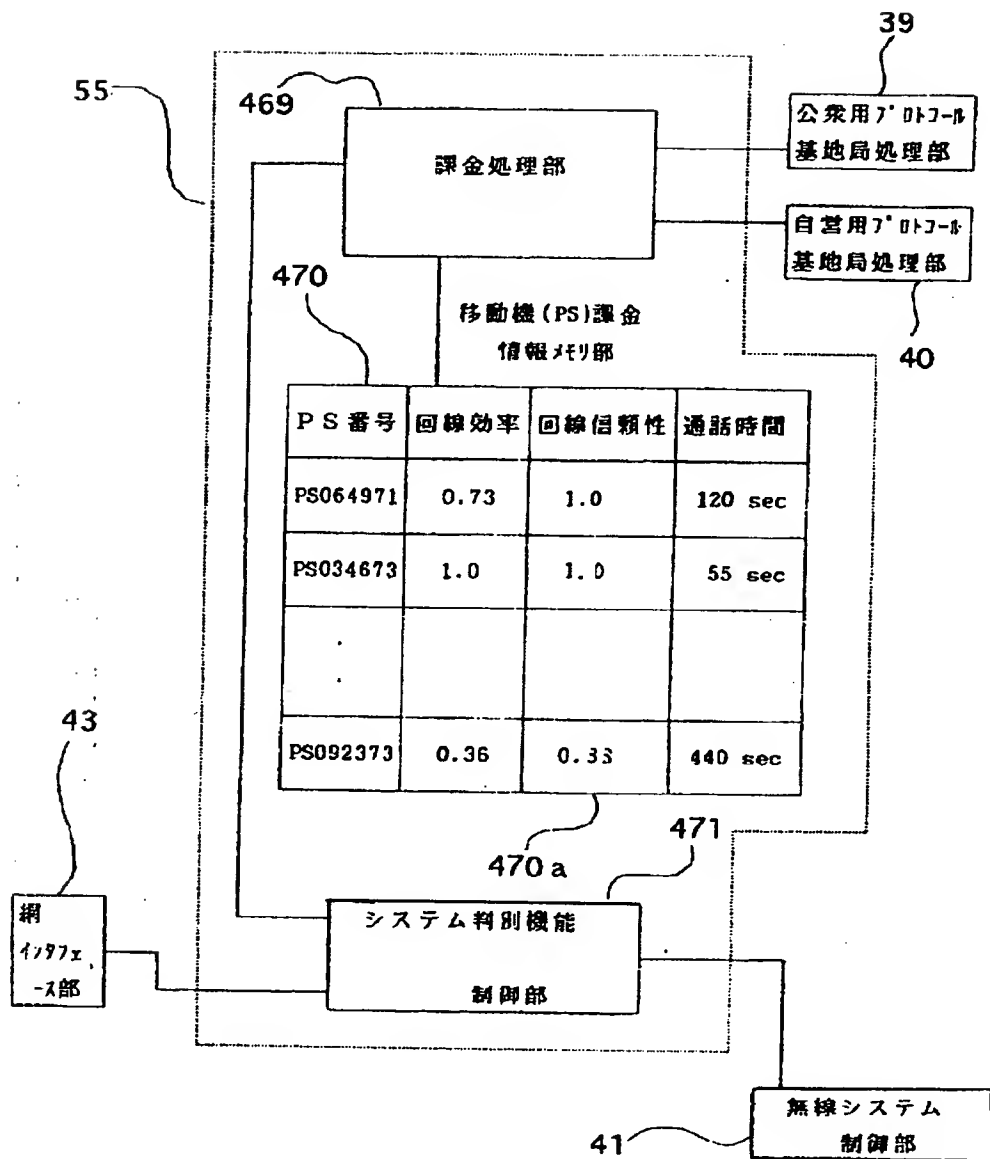 39
55
469
公衆用プロトコール
基地局処理部
課金処理部
自営用プロトコール
基地局処理部
470
移動機(PS)課金
情報メモリ部
40
PS番号 回線効率 回線信頼性 通話時間
PS064971 0.73 1.0 120 sec
PS034673 1.0 1.0 55 sec
PS092373 0.36 440 sec
43
470a
471
網
インタフェ
ース部
システム判別機能
制御部
無線システム
制御部
41